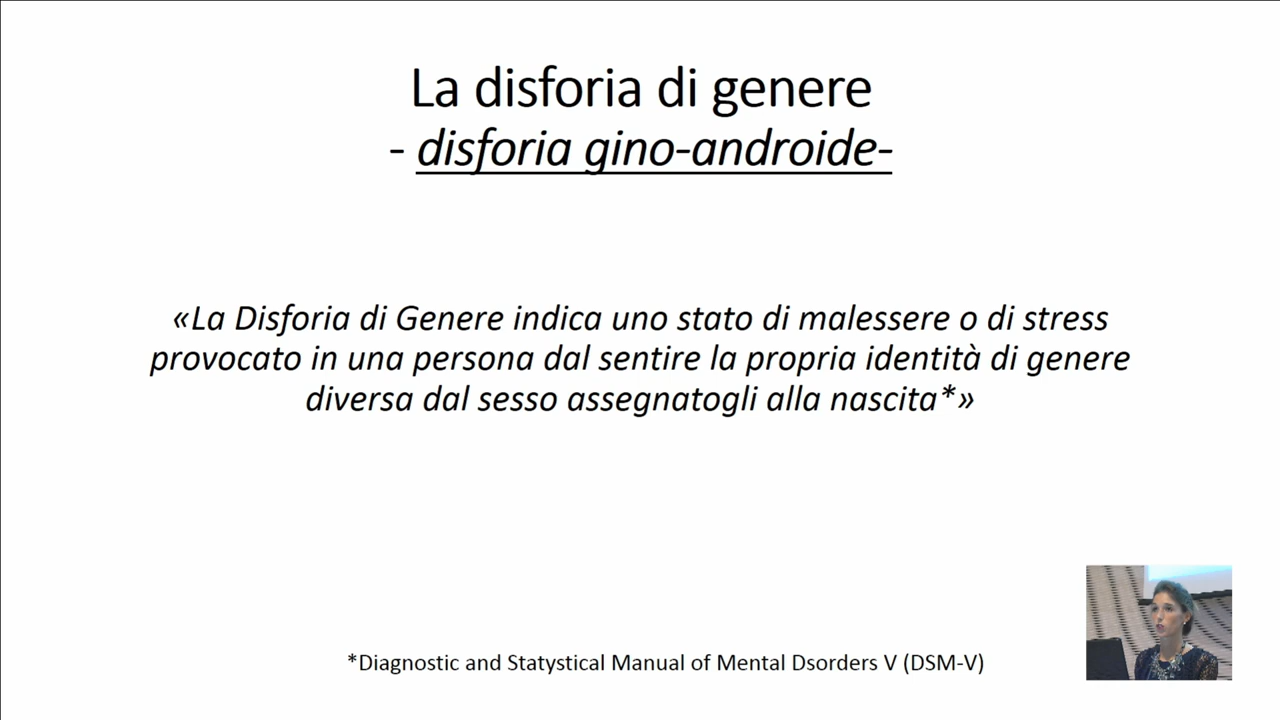 La disforia di genere
- disforia gino-androide-
«La Disforia di Genere indica uno stato di malessere o di stress
provocato in una persona dal sentire la propria identità di genere
diversa dal sesso assegnatogli alla nascita*»
*Diagnostic and Statystical Manual of Mental Dsorders V (DSM-V)